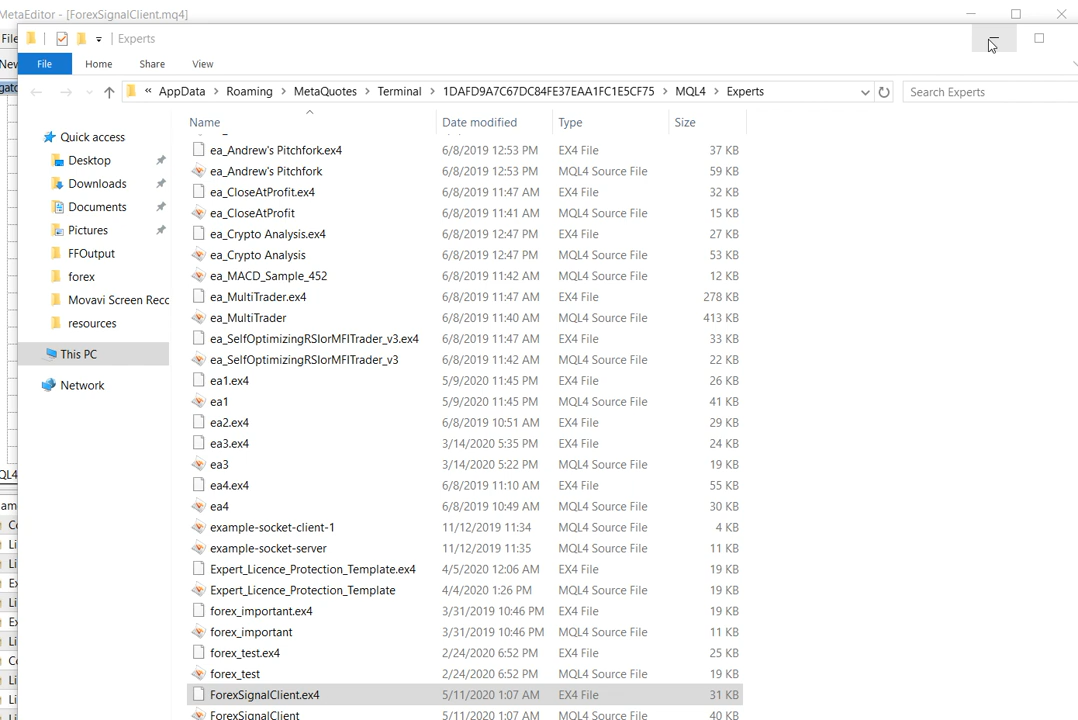 MetaEditor - [ForexSignalClient.mq4]
File
Experts
New
File Home Share View
« AppData > Roaming > MetaQuotes > Terminal > 1DAFD9A7C67DC84FE37EAA1FC1E5CF75 > MQL4 > Experts
Search Experts
Name Date modified Type Size
Quick access
Desktop
Downloads
Documents
Pictures
FFOutput
forex
Movavi Screen Reco
resources
This PC
Network
ea_Andrew's Pitchfork.ex4 6/8/2019 12:53 PM EX4 File 37 KB
ea_Andrew's Pitchfork 6/8/2019 12:53 PM MQL4 Source File 59 KB
ea_CloseAtProfit.ex4 6/8/2019 11:47 AM EX4 File 32 KB
ea_CloseAtProfit 6/8/2019 11:41 AM MQL4 Source File 15 KB
ea_Crypto Analysis.ex4 6/8/2019 12:47 PM EX4 File 27 KB
ea_Crypto Analysis 6/8/2019 12:47 PM MQL4 Source File 53 KB
ea_MACD_Sample_452 6/8/2019 11:42 AM MQL4 Source File 12 KB
ea_MultiTrader.ex4 6/8/2019 11:47 AM EX4 File 278 KB
ea_MultiTrader 6/8/2019 11:40 AM MQL4 Source File 413 KB
ea_SelfOptimizingRSIorMFITrader_v3.ex4 6/8/2019 11:47 AM EX4 File 33 KB
ea_SelfOptimizingRSIorMFITrader_v3 6/8/2019 11:42 AM MQL4 Source File 22 KB
ea1.ex4 5/9/2020 11:45 PM EX4 File 26 KB
ea1 5/9/2020 11:45 PM MQL4 Source File 41 KB
ea2.ex4 6/8/2019 10:51 AM EX4 File 29 KB
ea3.ex4 3/14/2020 5:35 PM EX4 File 24 KB
ea3 3/14/2020 5:22 PM MQL4 Source File 19 KB
ea4.ex4 6/8/2019 11:10 AM EX4 File 55 KB
ea4 6/8/2019 10:49 AM MQL4 Source File 30 KB
example-socket-client-1 11/12/2019 11:34 MQL4 Source File 4 KB
example-socket-server 11/12/2019 11:35 MQL4 Source File 11 KB
Expert_Licence_Protection_Template.ex4 4/5/2020 12:06 AM EX4 File 19 KB
Expert_Licence_Protection_Template 4/4/2020 1:26 PM MQL4 Source File 19 KB
forex_important.ex4 3/31/2019 10:46 PM EX4 File 19 KB
forex_important 3/31/2019 10:46 PM MQL4 Source File 11 KB
forex_test.ex4 2/24/2020 6:52 PM EX4 File 25 KB
forex_test 2/24/2020 6:52 PM MQL4 Source File 19 KB
ForexSignalClient.ex4 5/11/2020 1:07 AM EX4 File 31 KB
ForexSignalClient 5/11/2020 1:07 AM MQL4 Source File 40 KB